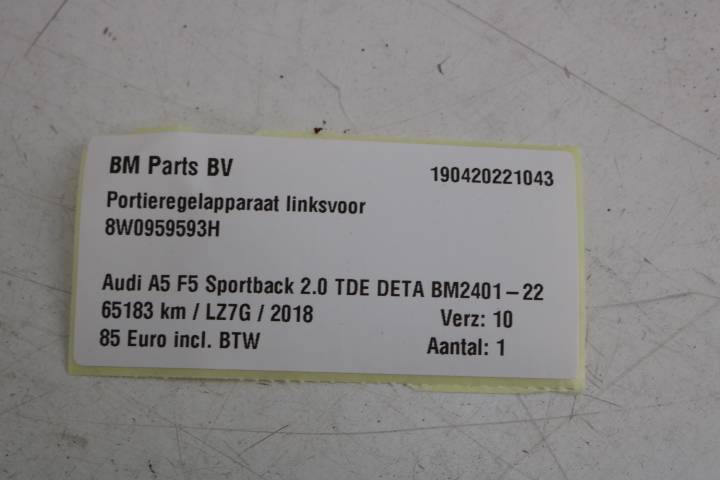 BM Parts BV 190420221043
Portieregelapparaat linksvoor
8W0959593H
Audi A5 F5 Sportback 2.0 TDE DETA BM2401-22
65183 km / LZ7G / 2018 Verz: 10
85 Euro incl. BTW Aantal: 1